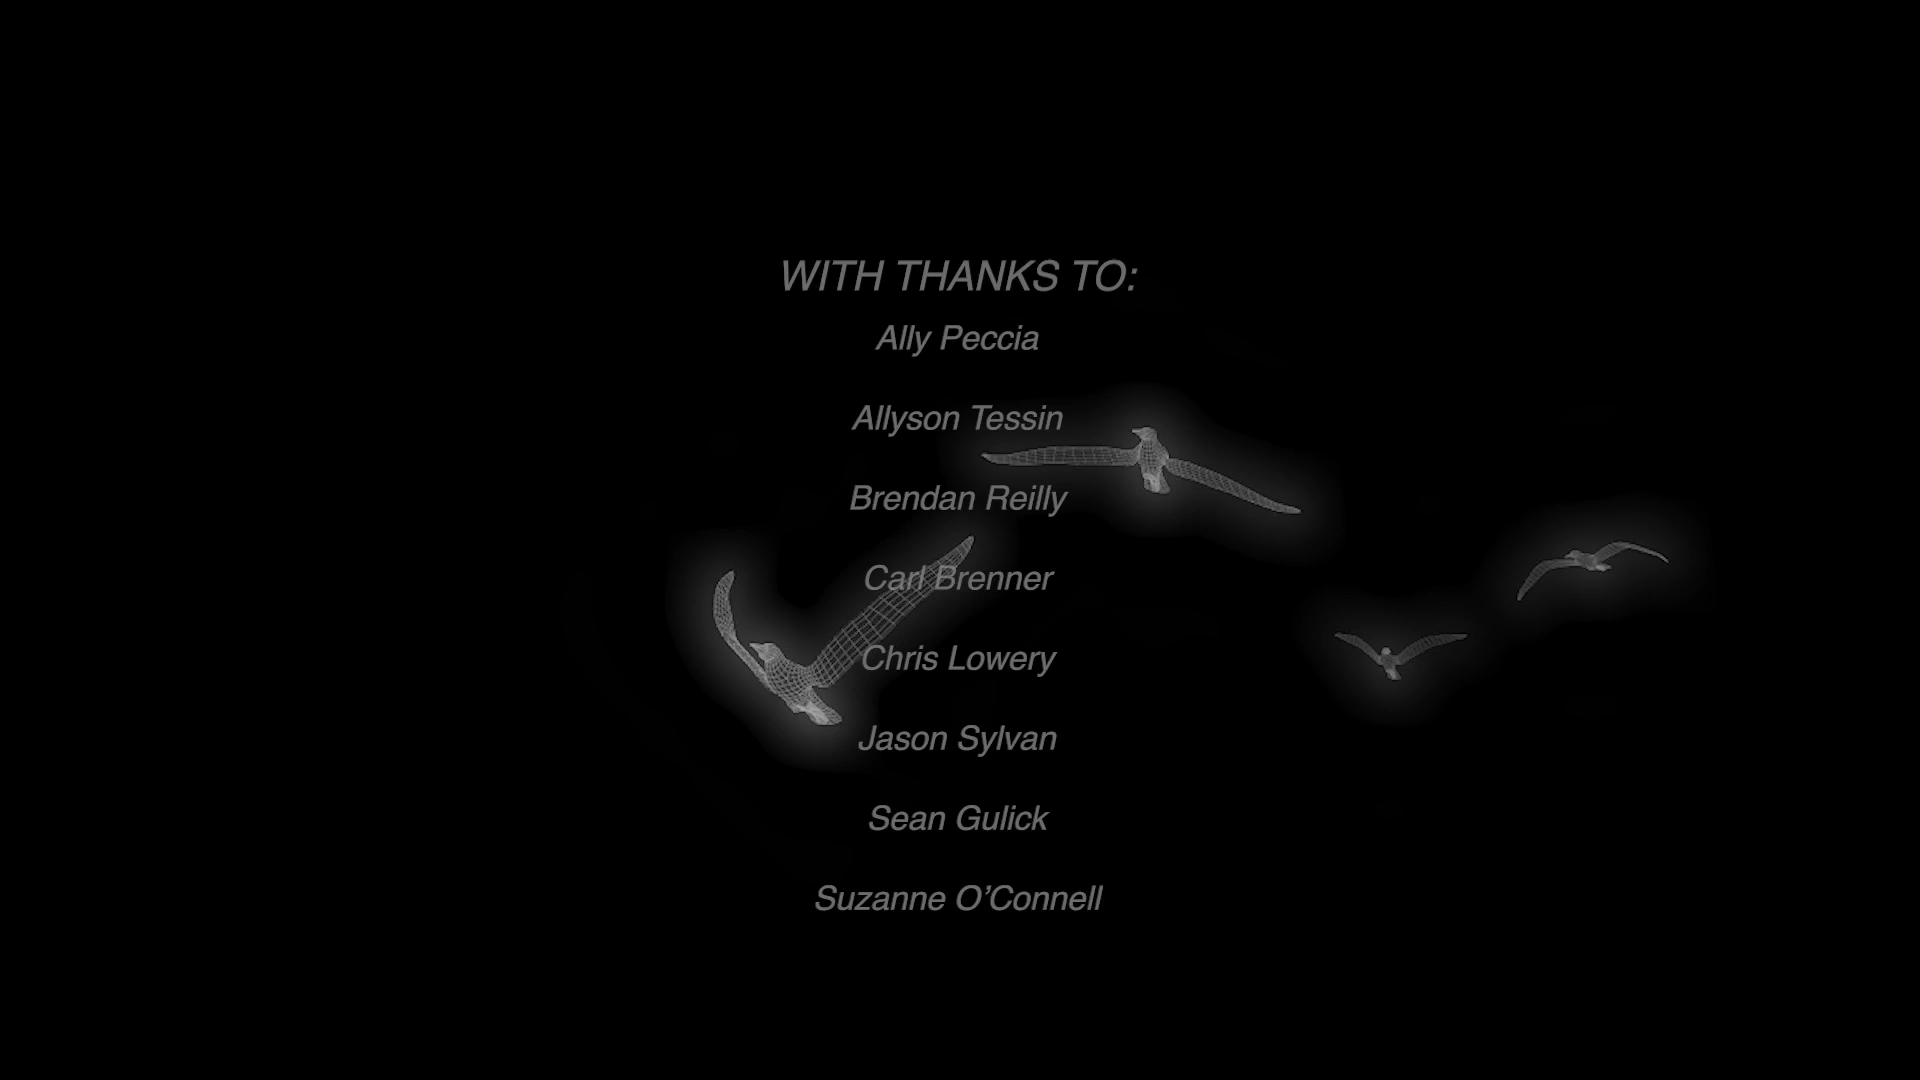 WITH THANKS TO:
Ally Peccia
Allyson Tessin
Brendan Reilly
Carl Brenner
Chris Lowery
Jason Sylvan
Sean Gulick
Suzanne O’Connell